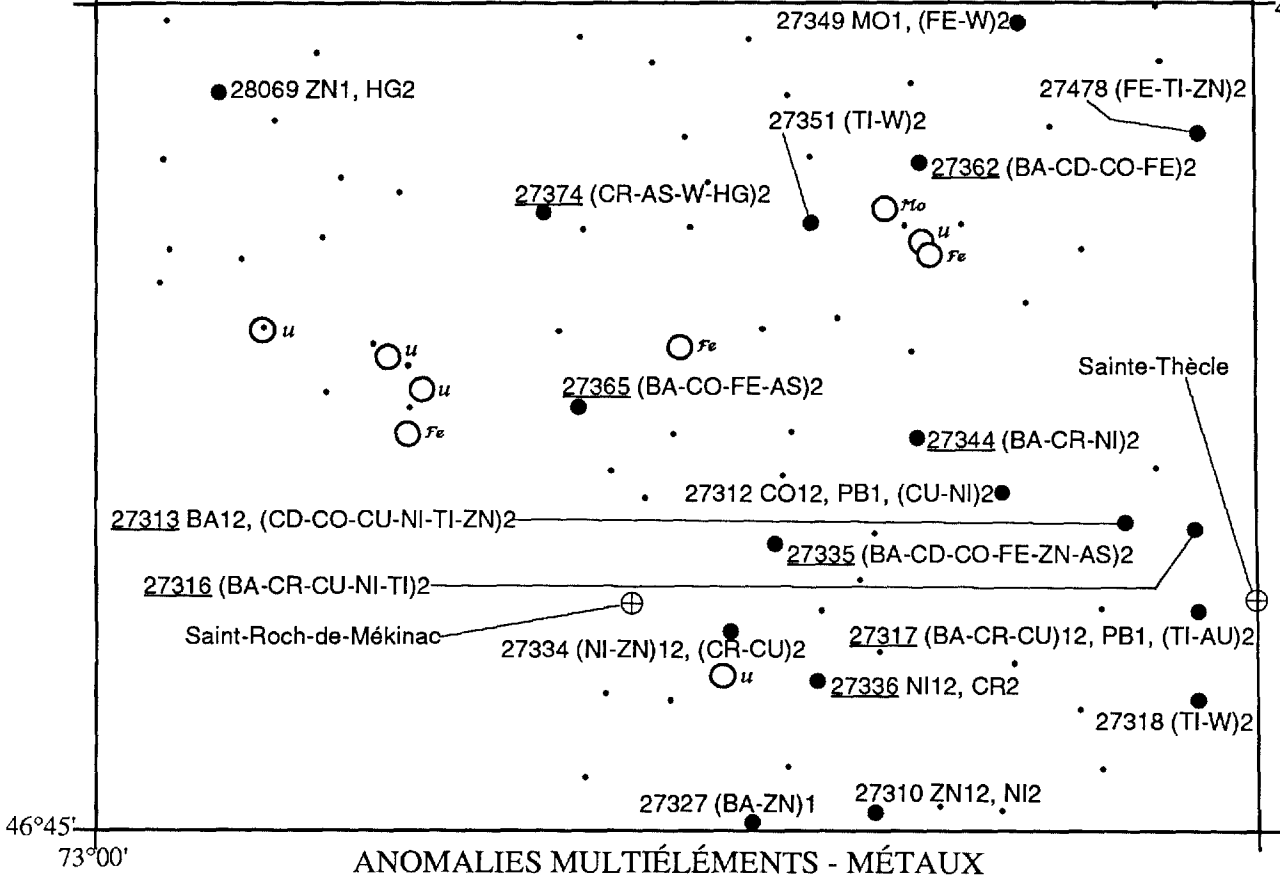 27349 MO1, (FE-W)2
28069 ZN1, HG2
27478 (FE-TI-ZN)2
27351 (TI-W)2
27362 (BA-CD-CO-FE)2
27374 (CR-AS-W-HG)2
Mo
u
Fe
u
u
Fe
Sainte-Thècle
27365 (BA-CO-FE-AS)2
u
Fe
27344 (BA-CR-NI)2
27312 CO12, PB1, (CU-NI)2
27313 BA12, (CD-CO-CU-NI-TI-ZN)2
27335 (BA-CD-CO-FE-ZN-AS)2
27316 (BA-CR-CU-NI-TI)2
Saint-Roch-de-Mékinac
27317 (BA-CR-CU)12, PB1, (TI-AU)2
27334 (NI-ZN)12, (CR-CU)2
u
27336 NI12, CR2
27318 (TI-W)2
27327 (BA-ZN)1
27310 ZN12, NI2
46°45'
73°00'
ANOMALIES MULTIÉLÉMENTS - MÉTAUX